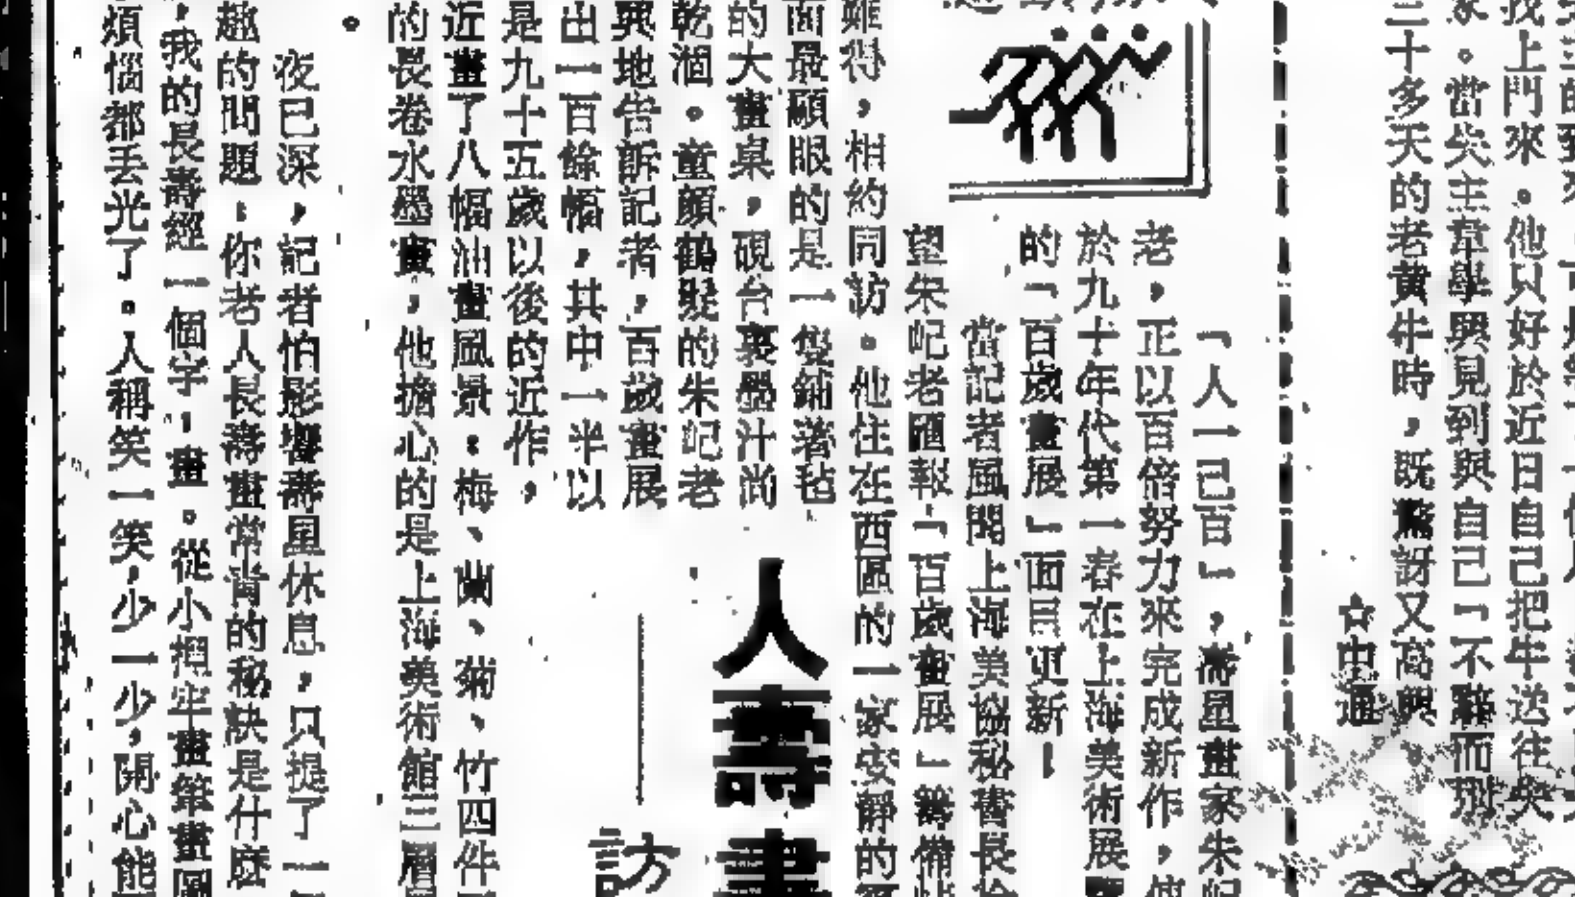 找上門來。他只好於近日自己把牛送往失
家。當失主韋學興見到與自己「不辭而別
三十多天的老黃牛時，既驚訝又高興。
☆中通
「人一己百」，壽星畫家朱屺
老，正以百倍努力來完成新作，使
於九十年代第一春在上海美術展
的「百歲畫展」面目更新！
當記者風聞上海美協秘書長徐
望朱屺老匯報「百歲畫展」籌備情
難得，相約同訪。他住在西區的一家安靜的
面最顯眼的是一雙鋪著毡
的大畫桌，硯台裏墨汁尚
乾涸。童顏鶴髮的朱屺老
興地告訴記者，百歲畫展
出一百餘幅，其中一半以
是九十五歲以後的近作，
近畫了八幅油畫風景：梅、蘭、菊、竹四件
的長卷水墨畫，他擔心的是上海美術館三層
。
人壽畫
訪
夜已深，記者怕影響壽星休息，只提了一
趣的問題：你老人長壽畫常青的秘訣是什麽
，我的長壽經一個字，畫。從小捏牢畫筆畫圖
煩惱都丟光了。人稱笑一笑，少一少，開心能